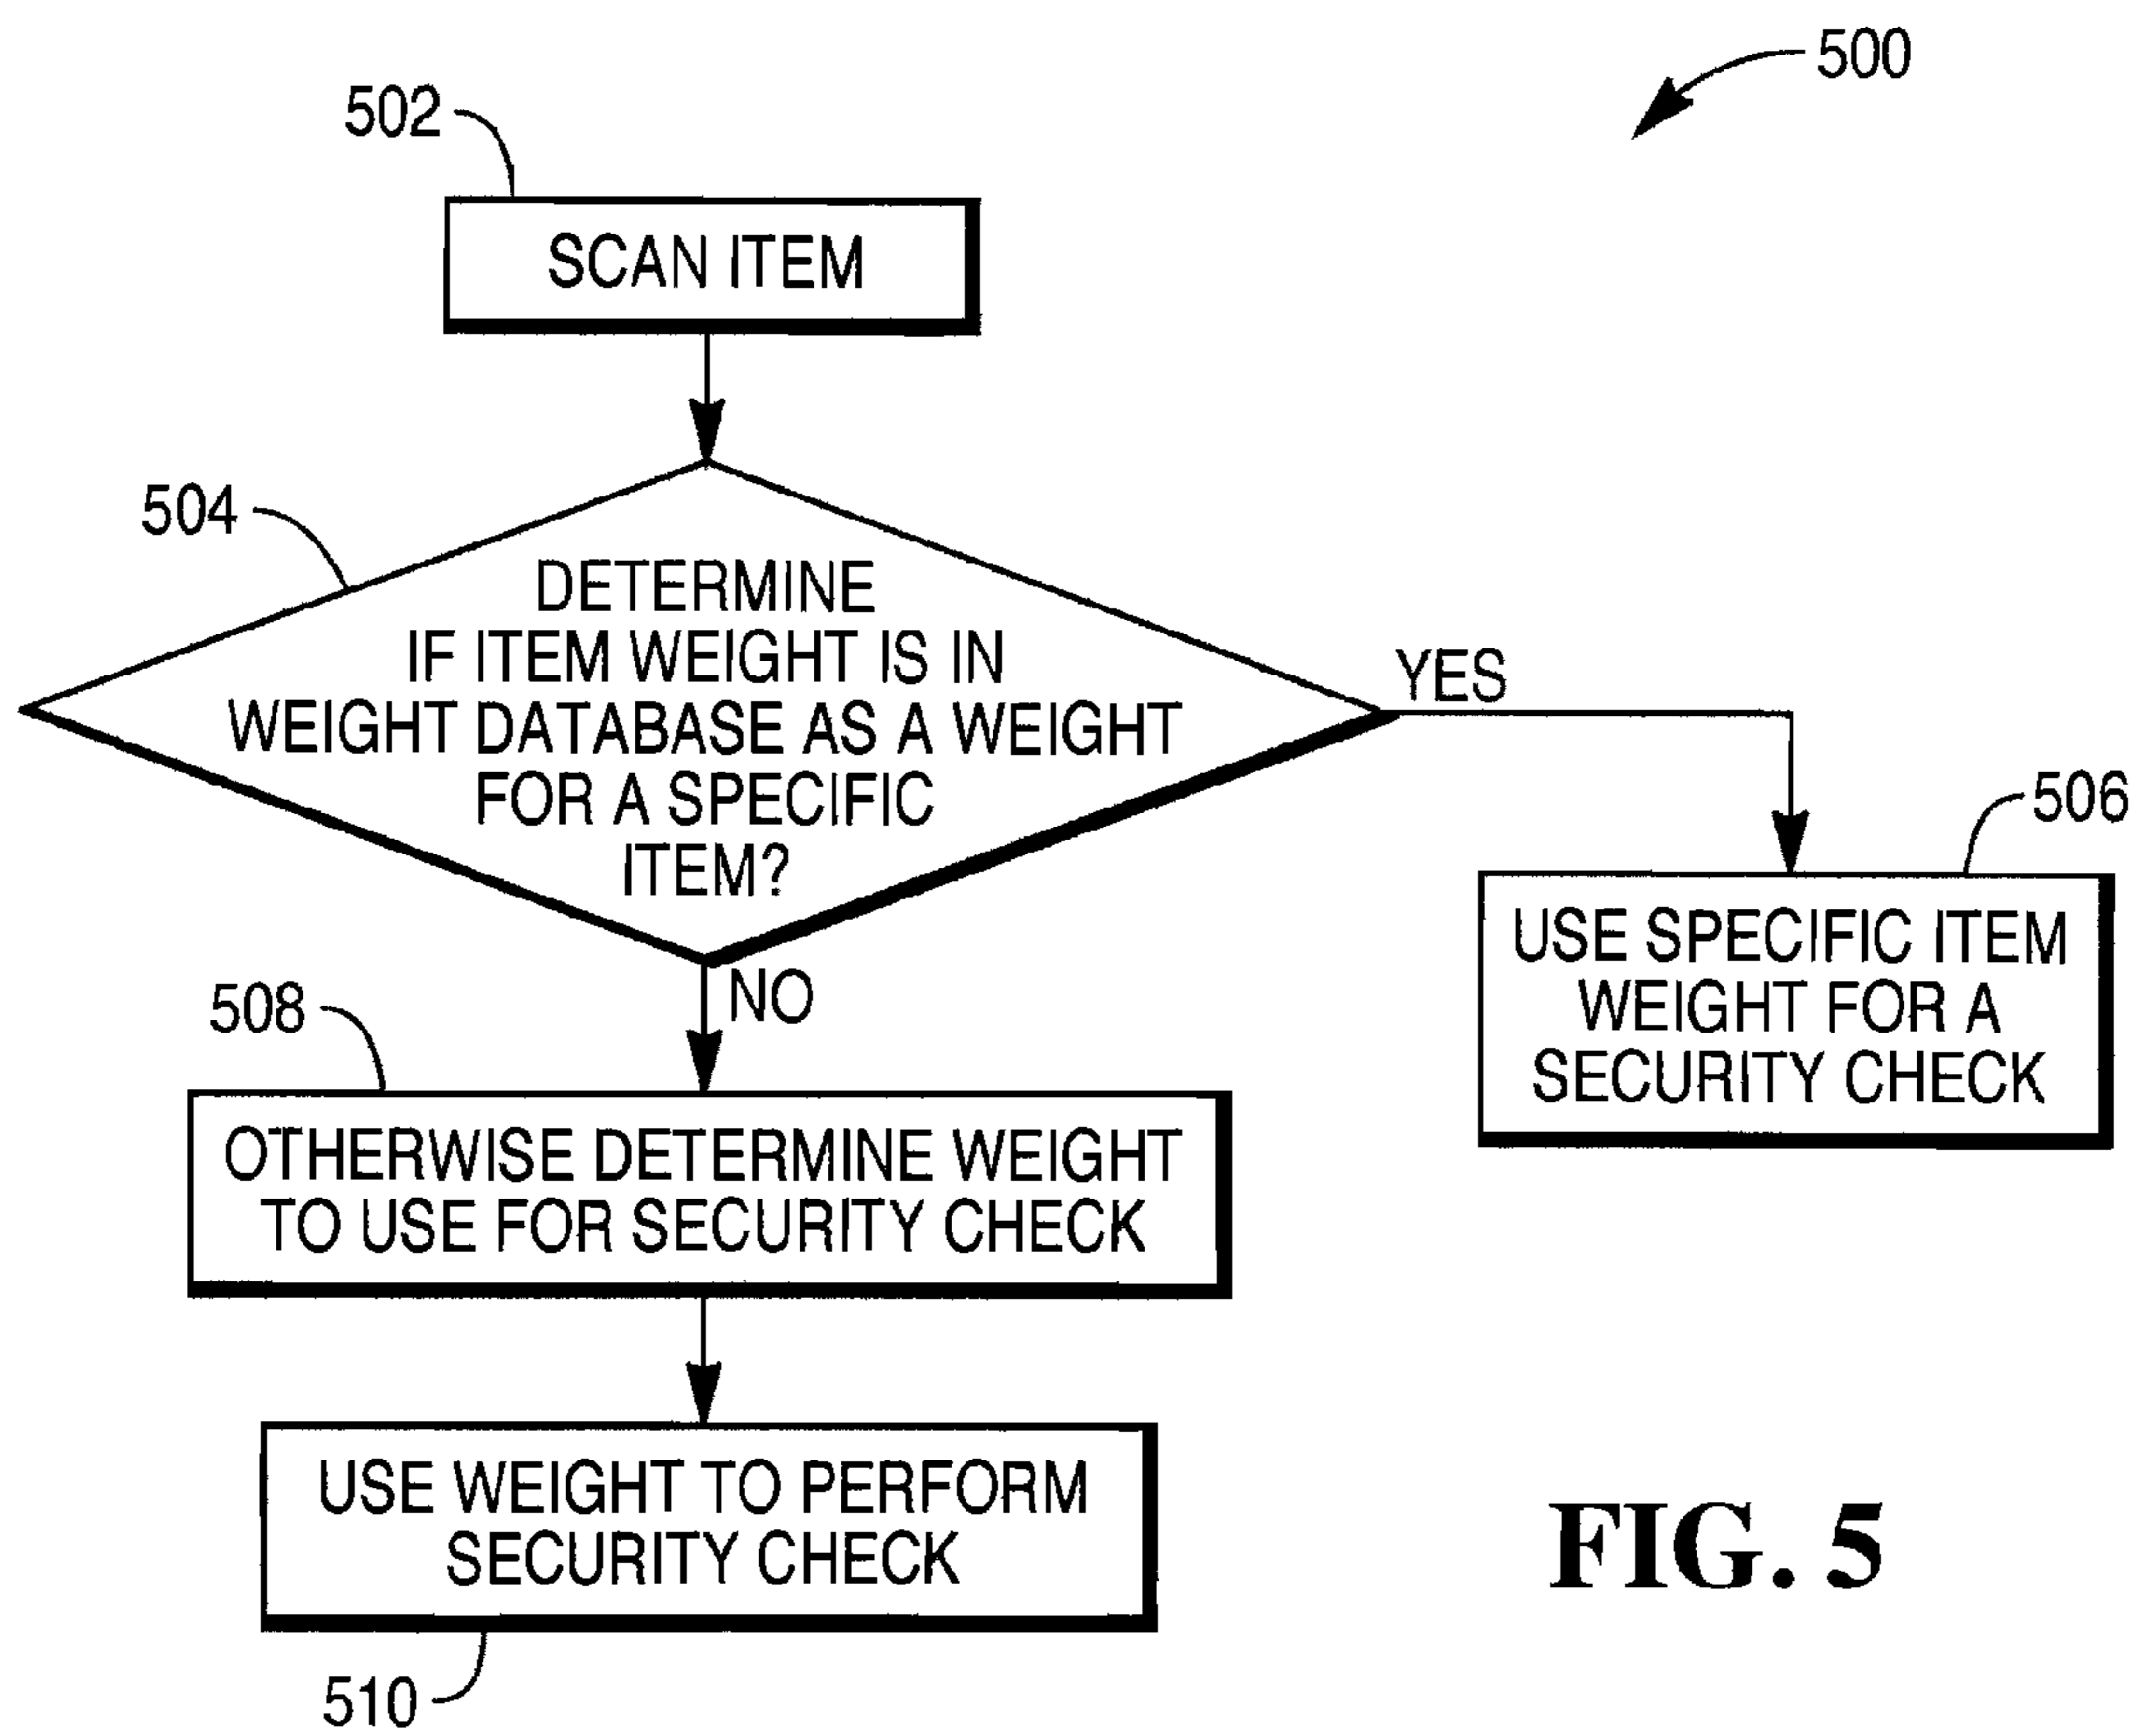 500
502
SCAN ITEM
504
DETERMINE
IF ITEM WEIGHT IS IN
WEIGHT DATABASE AS A WEIGHT
FOR A SPECIFIC
ITEM?
YES
506
USE SPECIFIC ITEM
WEIGHT FOR A
SECURITY CHECK
NO
508
OTHERWISE DETERMINE WEIGHT
TO USE FOR SECURITY CHECK
USE WEIGHT TO PERFORM
SECURITY CHECK
510
FIG. 5